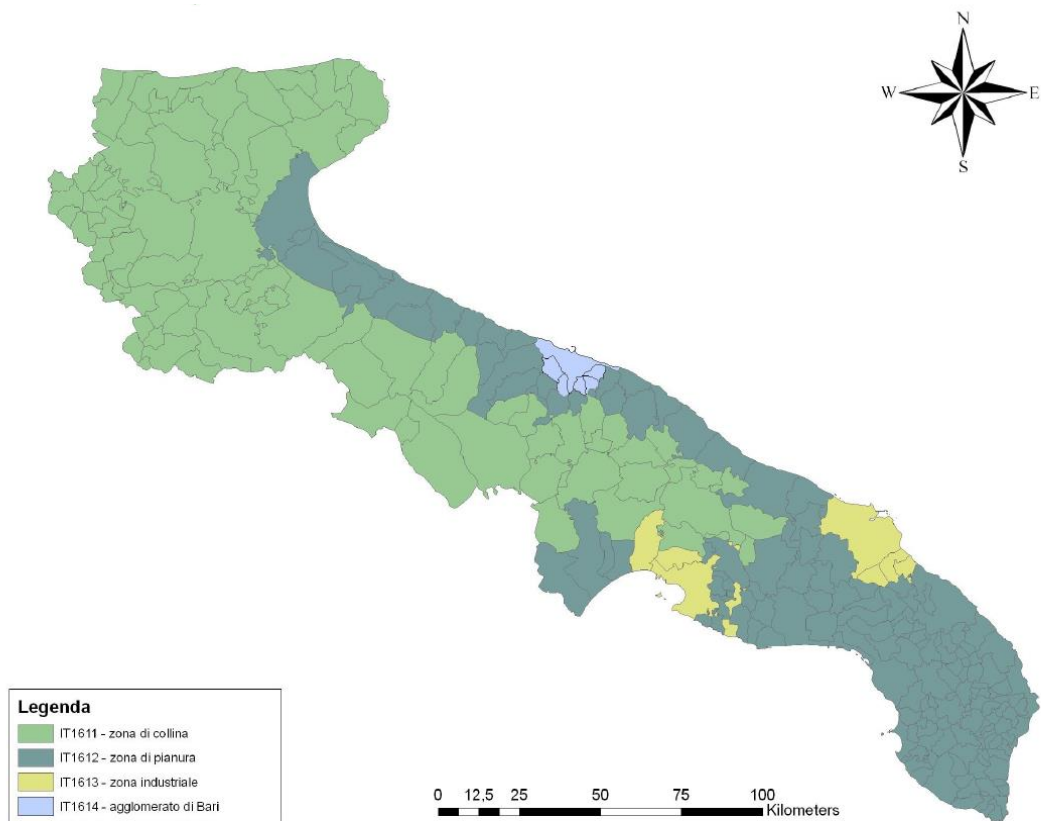 N
W E
S
Legenda
IT1611 - zona di collina
IT1612 - zona di pianura
IT1613 - zona industriale
IT1614 - agglomerato di Bari
0 12,5 25 50 75 100
Kilometers